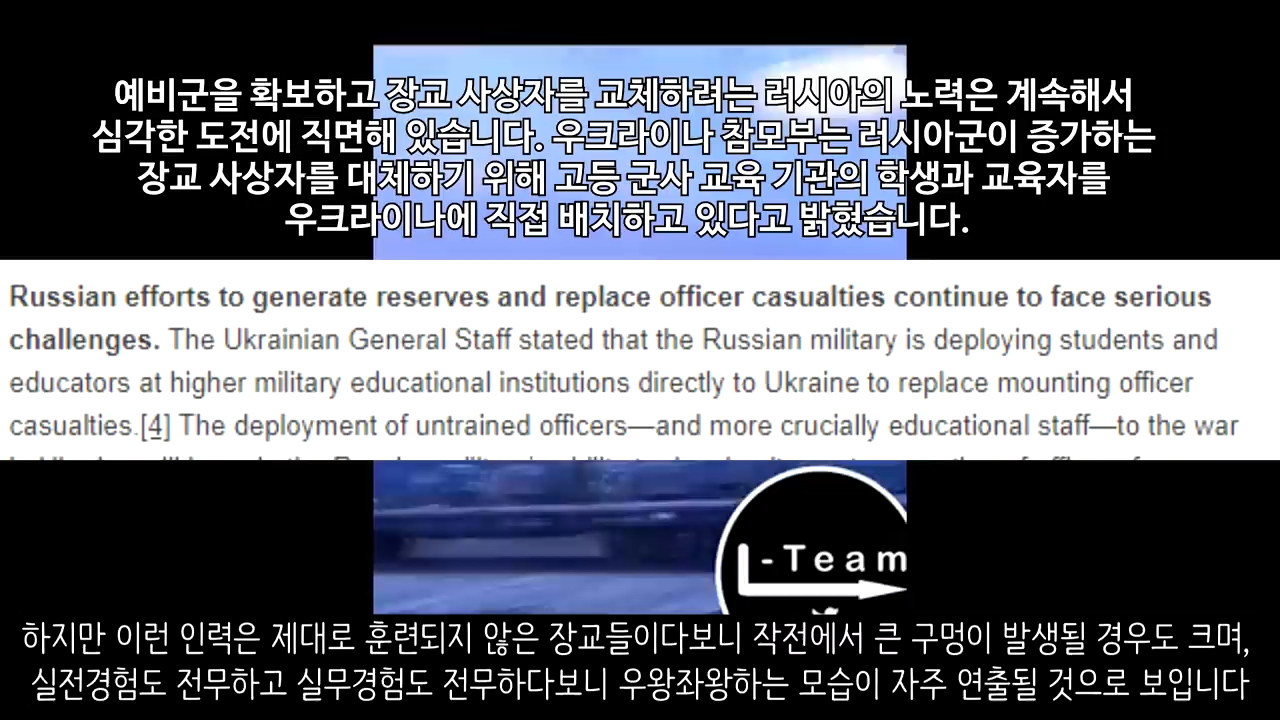 예비군을 확보하고 장교 사상자를 교체하려는 러시아의 노력은 계속해서
심각한 도전에 직면해 있습니다. 우크라이나 참모부는 러시아군이 증가하는
장교 사상자를 대체하기 위해 고등 군사 교육 기관의 학생과 교육자를
우크라이나에 직접 배치하고 있다고 밝혔습니다.
Russian efforts to generate reserves and replace officer casualties continue to face serious
challenges. The Ukrainian General Staff stated that the Russian military is deploying students and
educators at higher military educational institutions directly to Ukraine to replace mounting officer
casualties.[4] The deployment of untrained officers—and more crucially educational staff—to the war
-Team
하지만 이런 인력은 제대로 훈련되지 않은 장교들이다보니 작전에서 큰 구멍이 발생될 경우도 크며,
실전경험도 전무하고 실무경험도 전무하다보니 우왕좌왕하는 모습이 자주 연출될 것으로 보입니다